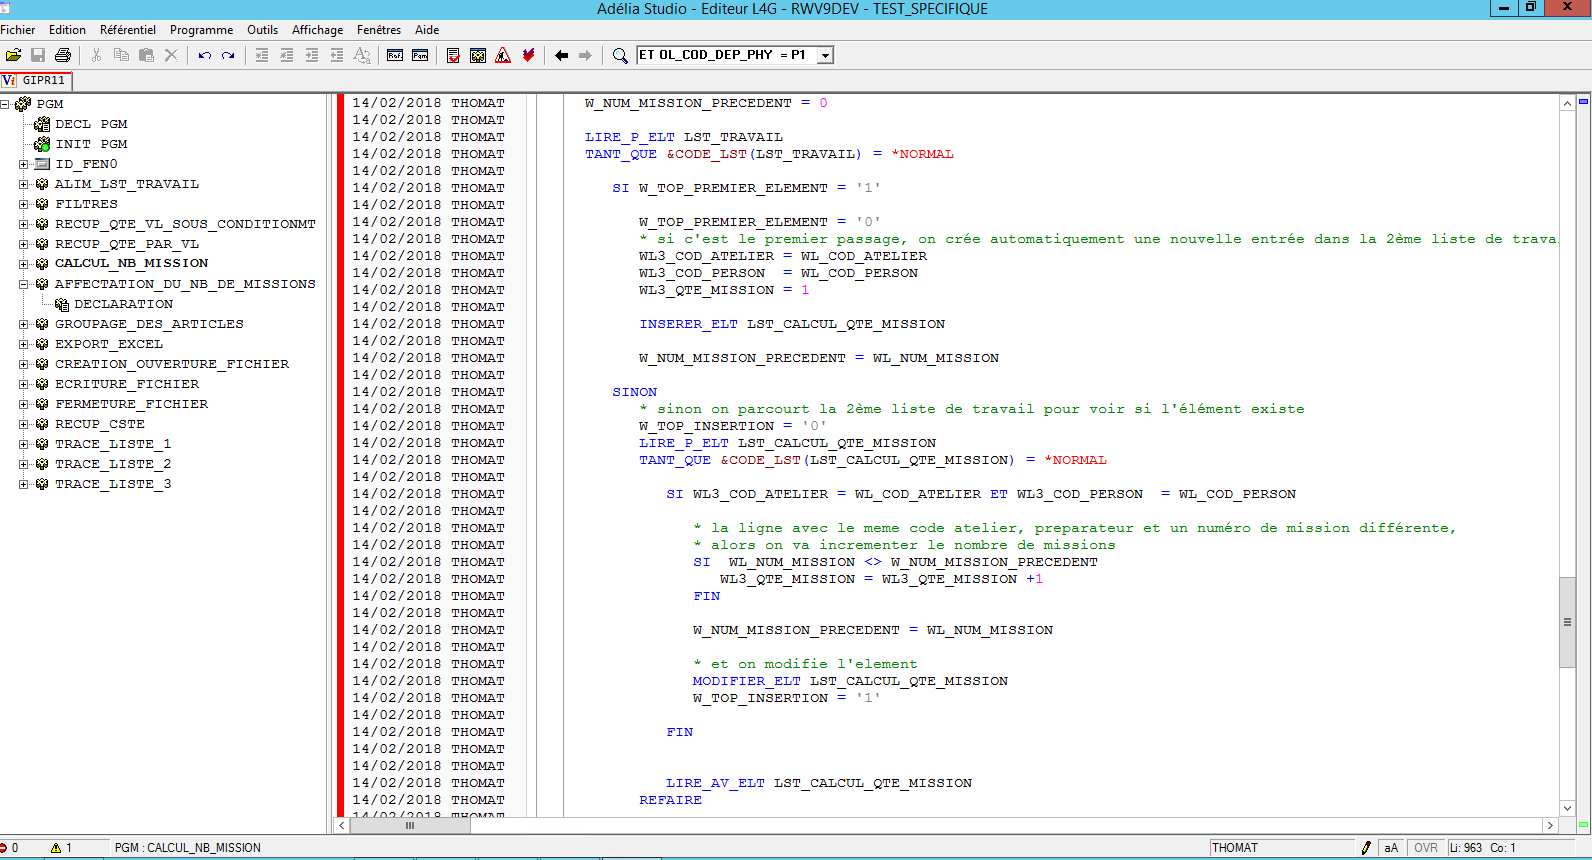 Adélia Studio - Editeur L4G - RWV9DEV - TEST_SPECIFIQUE
Fichier Edition Référentiel Programme Outils Affichage Fenêtres Aide
Ref. Pgm ET OL_COD_DEP_PHY = P1
Vi GIPR11
PGM
DECL PGM
INIT PGM
ID_FEN0
ALIM_LST_TRAVAIL
FILTRES
RECUP_QTE_VL_SOUS_CONDITIONMT
RECUP_QTE_PAR_VL
CALCUL_NB_MISSION
AFFECTATION_DU_NB_DE_MISSIONS
DECLARATION
GROUPAGE_DES_ARTICLES
EXPORT_EXCEL
CREATION_OUVERTURE_FICHIER
ECRITURE_FICHIER
FERMETURE_FICHIER
RECUP_CSTE
TRACE_LISTE_1
TRACE_LISTE_2
TRACE_LISTE_3
14/02/2018 THOMAT W_NUM_MISSION_PRECEDENT = 0
14/02/2018 THOMAT
14/02/2018 THOMAT LIRE_P_ELT LST_TRAVAIL
14/02/2018 THOMAT TANT_QUE &CODE_LST(LST_TRAVAIL) = *NORMAL
14/02/2018 THOMAT
14/02/2018 THOMAT SI W_TOP_PREMIER_ELEMENT = '1'
14/02/2018 THOMAT
14/02/2018 THOMAT W_TOP_PREMIER_ELEMENT = '0'
14/02/2018 THOMAT * si c'est le premier passage, on crée automatiquement une nouvelle entrée dans la 2ème liste de trava
14/02/2018 THOMAT WL3_COD_ATELIER = WL_COD_ATELIER
14/02/2018 THOMAT WL3_COD_PERSON  = WL_COD_PERSON
14/02/2018 THOMAT WL3_QTE_MISSION = 1
14/02/2018 THOMAT
14/02/2018 THOMAT INSERER_ELT LST_CALCUL_QTE_MISSION
14/02/2018 THOMAT
14/02/2018 THOMAT W_NUM_MISSION_PRECEDENT = WL_NUM_MISSION
14/02/2018 THOMAT
14/02/2018 THOMAT SINON
14/02/2018 THOMAT * sinon on parcourt la 2ème liste de travail pour voir si l'élément existe
14/02/2018 THOMAT W_TOP_INSERTION = '0'
14/02/2018 THOMAT LIRE_P_ELT LST_CALCUL_QTE_MISSION
14/02/2018 THOMAT TANT_QUE &CODE_LST(LST_CALCUL_QTE_MISSION) = *NORMAL
14/02/2018 THOMAT
14/02/2018 THOMAT SI WL3_COD_ATELIER = WL_COD_ATELIER ET WL3_COD_PERSON  = WL_COD_PERSON
14/02/2018 THOMAT
14/02/2018 THOMAT * la ligne avec le meme code atelier, preparateur et un numéro de mission différente,
14/02/2018 THOMAT * alors on va incrementer le nombre de missions
14/02/2018 THOMAT SI  WL_NUM_MISSION <> W_NUM_MISSION_PRECEDENT
14/02/2018 THOMAT WL3_QTE_MISSION = WL3_QTE_MISSION +1
14/02/2018 THOMAT FIN
14/02/2018 THOMAT
14/02/2018 THOMAT W_NUM_MISSION_PRECEDENT = WL_NUM_MISSION
14/02/2018 THOMAT
14/02/2018 THOMAT * et on modifie l'element
14/02/2018 THOMAT MODIFIER_ELT LST_CALCUL_QTE_MISSION
14/02/2018 THOMAT W_TOP_INSERTION = '1'
14/02/2018 THOMAT
14/02/2018 THOMAT FIN
14/02/2018 THOMAT
14/02/2018 THOMAT
14/02/2018 THOMAT LIRE_AV_ELT LST_CALCUL_QTE_MISSION
14/02/2018 THOMAT REFAIRE
14/02/2018 THOMAT
0 1 PGM : CALCUL_NB_MISSION THOMAT aA OVR Li: 963 Co: 1